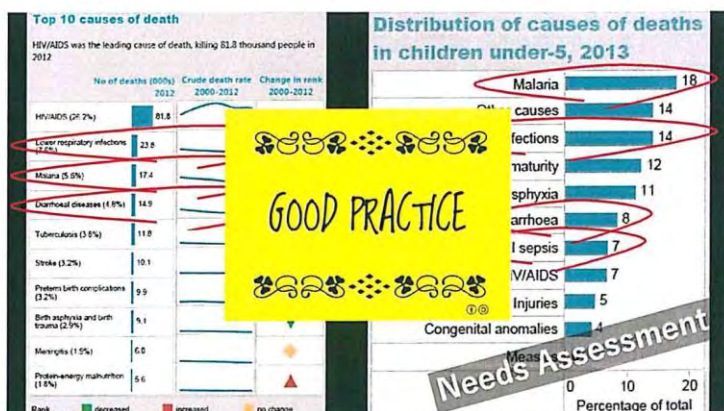 Top 10 causes of death
HIV/AIDS was the leading cause of death, killing 81.8 thousand people in
2012
No of deaths (000s)
2012
Crude death rate
2000-2012
Change in rank
2000-2012
HIV/AIDS (26.2%)
81.8
Lower respiratory infections
23.8
Malaria (5.6%)
17.4
Diarrhoeal diseases (4.8%)
14.9
Tuberculosis (3.8%)
11.8
Stroke (3.2%)
10.1
Preterm birth complications
(3.2%)
9.9
Birth asphyxia and birth
trauma (2.9%)
9.1
Meningitis (1.9%)
6.0
Protein-energy malnutrition
(1.8%)
5.6
Rank
decreased
increased
no change
GOOD PRACTICE
Distribution of causes of deaths
in children under-5, 2013
Malaria 18
causes 14
fections 14
maturity 12
sphyxia 11
arrhoea 8
l sepsis 7
V/AIDS 7
Injuries 5
Congenital anomalies 4
0 10 20
Percentage of total
Needs Assessment